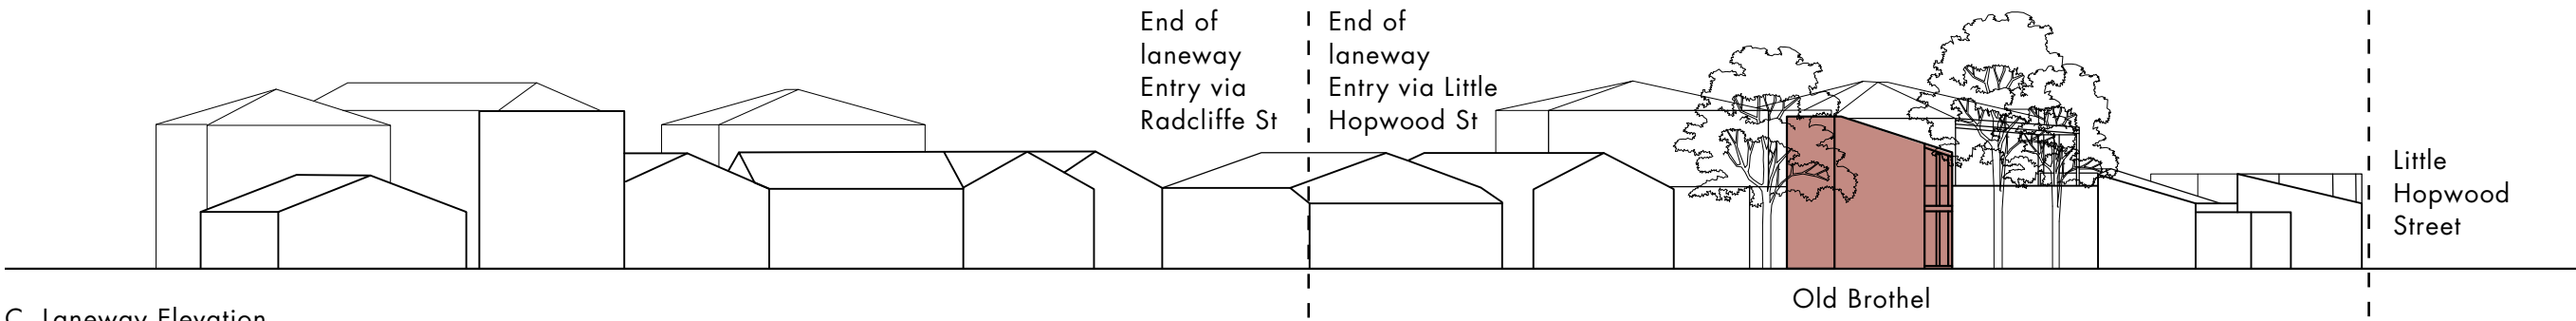 End of
laneway
Entry via
Radcliffe St
End of
laneway
Entry via Little
Hopwood St
Little
Hopwood
Street
Old Brothel
C. Laneway Elevation